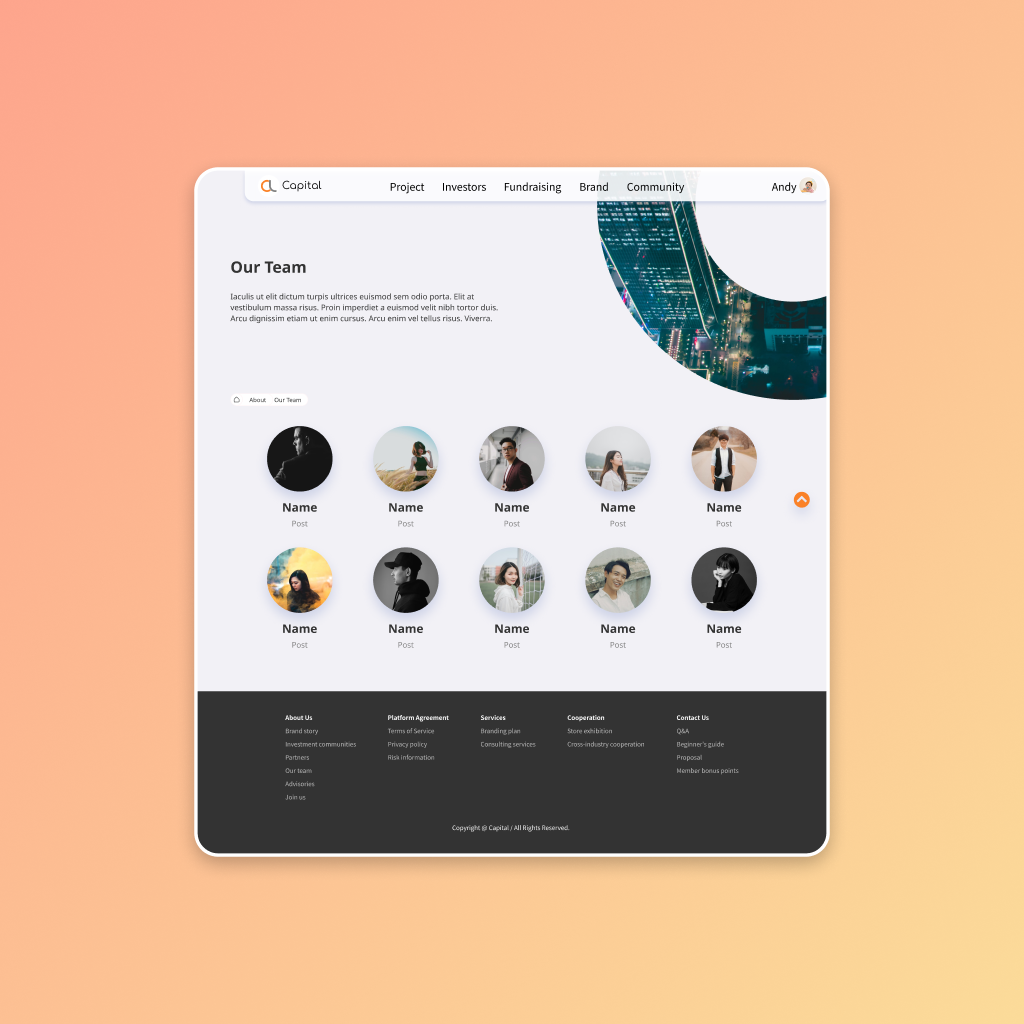 Capital
Project Investors Fundraising Brand Community
Andy
Our Team
Iaculis ut elit dictum turpis ultrices euismod sem odio porta. Elit at
vestibulum massa risus. Proin imperdiet a euismod velit nibh tortor duis.
Arcu dignissim etiam ut enim cursus. Arcu enim vel tellus risus. Viverra.
About Our Team
Name Name Name Name Name
Post Post Post Post Post
Name Name Name Name Name
Post Post Post Post Post
About Us
Brand story
Investment communities
Partners
Our team
Advisories
Join us
Platform Agreement
Terms of Service
Privacy policy
Risk information
Services
Branding plan
Consulting services
Cooperation
Store exhibition
Cross-industry cooperation
Contact Us
Q&A
Beginner's guide
Proposal
Member bonus points
Copyright @ Capital / All Rights Reserved.